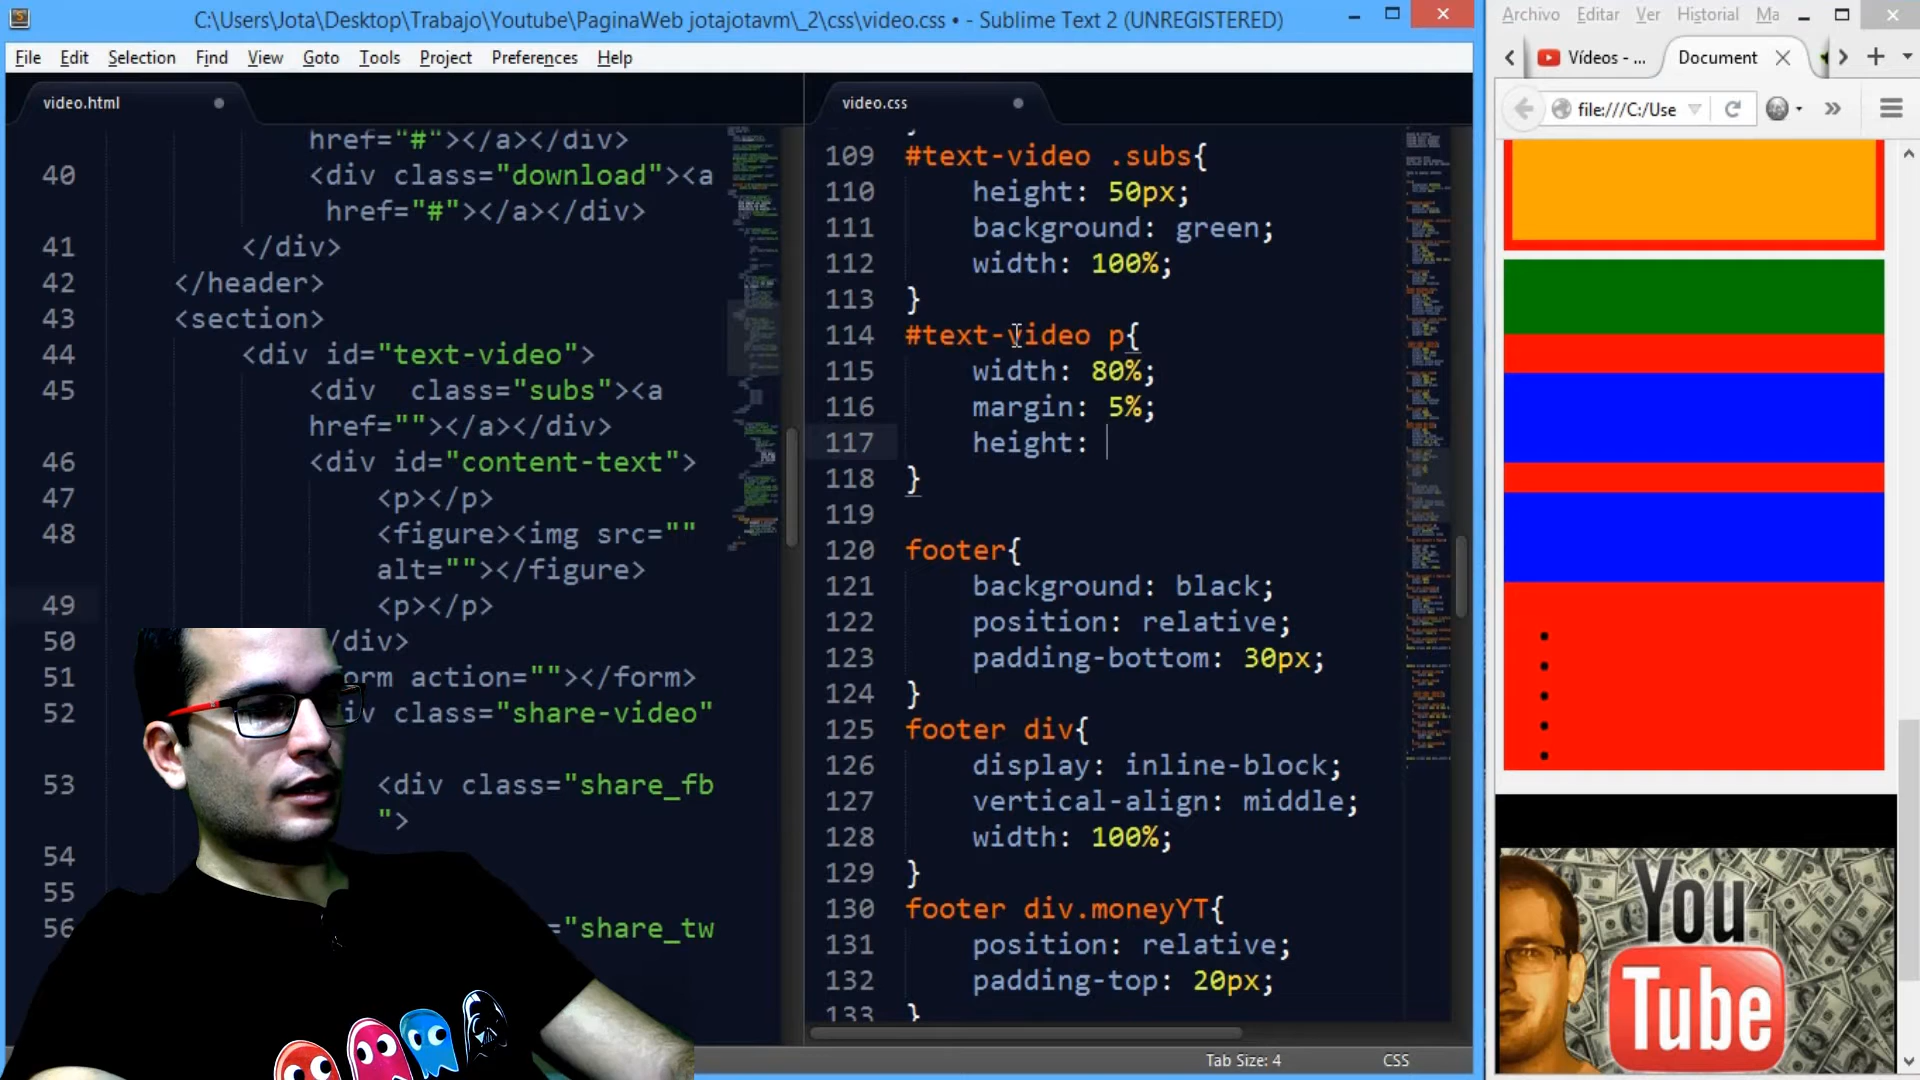 C:\Users\Jota\Desktop\Trabajo\Youtube\PaginaWeb jotajotavm\_2\css\video.css • - Sublime Text 2 (UNREGISTERED)
File Edit Selection Find View Goto Tools Project Preferences Help
video.html
href="#"></a></div>
40 <div class="download"><a
href="#"></a></div>
41 </div>
42 </header>
43 <section>
44 <div id="text-video">
45 <div  class="subs"><a
href=""></a></div>
46 <div id="content-text">
47 <p></p>
48 <figure><img src=""
alt=""></figure>
49 <p></p>
50 /div>
51 orm action=""></form>
52 iv class="share-video"
53 <div class="share_fb
">
54
55
56 ="share_tw
video.css
109 #text-video .subs{
110 height: 50px;
111 background: green;
112 width: 100%;
113 }
114 #text-video p{
115 width: 80%;
116 margin: 5%;
117 height:
118 }
119
120 footer{
121 background: black;
122 position: relative;
123 padding-bottom: 30px;
124 }
125 footer div{
126 display: inline-block;
127 vertical-align: middle;
128 width: 100%;
129 }
130 footer div.moneyYT{
131 position: relative;
132 padding-top: 20px;
133 }
Tab Size: 4 CSS
Archivo Editar Ver Historial Ma
Vídeos - ... Document
file:///C:/Use
You
Tube